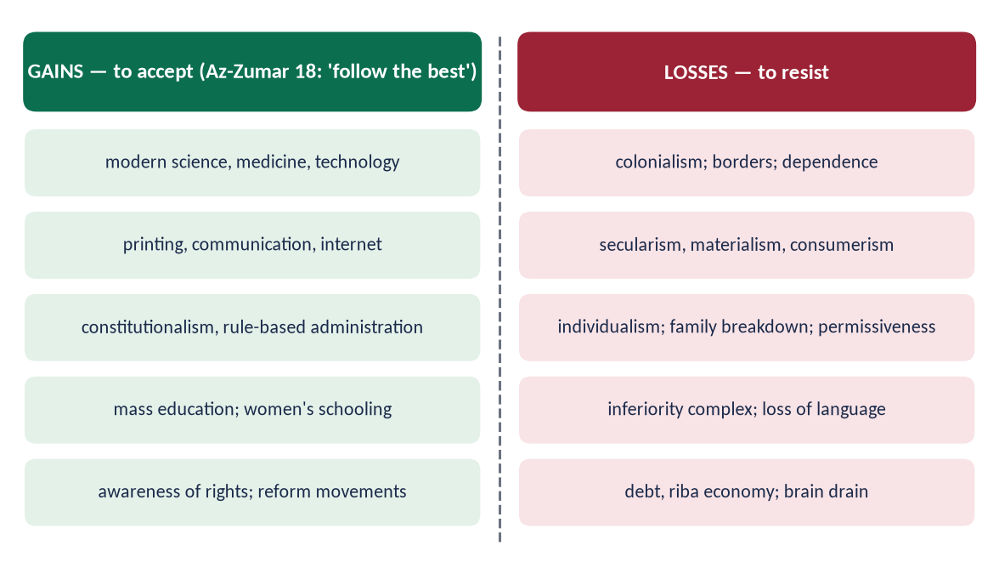 GAINS — to accept (Az-Zumar 18: 'follow the best')
modern science, medicine, technology
printing, communication, internet
constitutionalism, rule-based administration
mass education; women's schooling
awareness of rights; reform movements
LOSSES — to resist
colonialism; borders; dependence
secularism, materialism, consumerism
individualism; family breakdown; permissiveness
inferiority complex; loss of language
debt, riba economy; brain drain